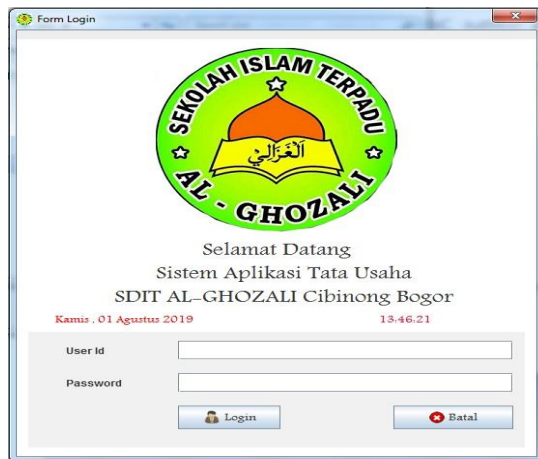 Form Login
SEKOLAH ISLAM TERPADU
الغزالي
AL - GHOZALI
Selamat Datang
Sistem Aplikasi Tata Usaha
SDIT AL-GHOZALI Cibinong Bogor
Kamis , 01 Agustus 2019 13.46.21
User Id
Password
Login Batal